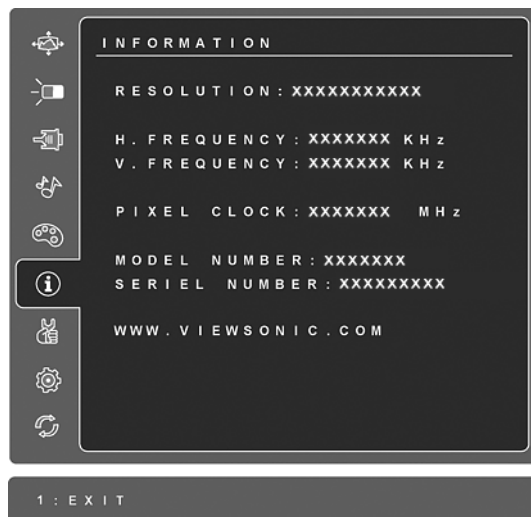 INFORMATION
RESOLUTION: XXXXXXXXXXX
H. FREQUENCY: XXXXXXX KHz
V. FREQUENCY: XXXXXXX KHz
PIXEL CLOCK: XXXXXXX MHz
MODEL NUMBER: XXXXXXX
SERIEL NUMBER: XXXXXXXXX
WWW.VIEWSONIC.COM
1: EXIT